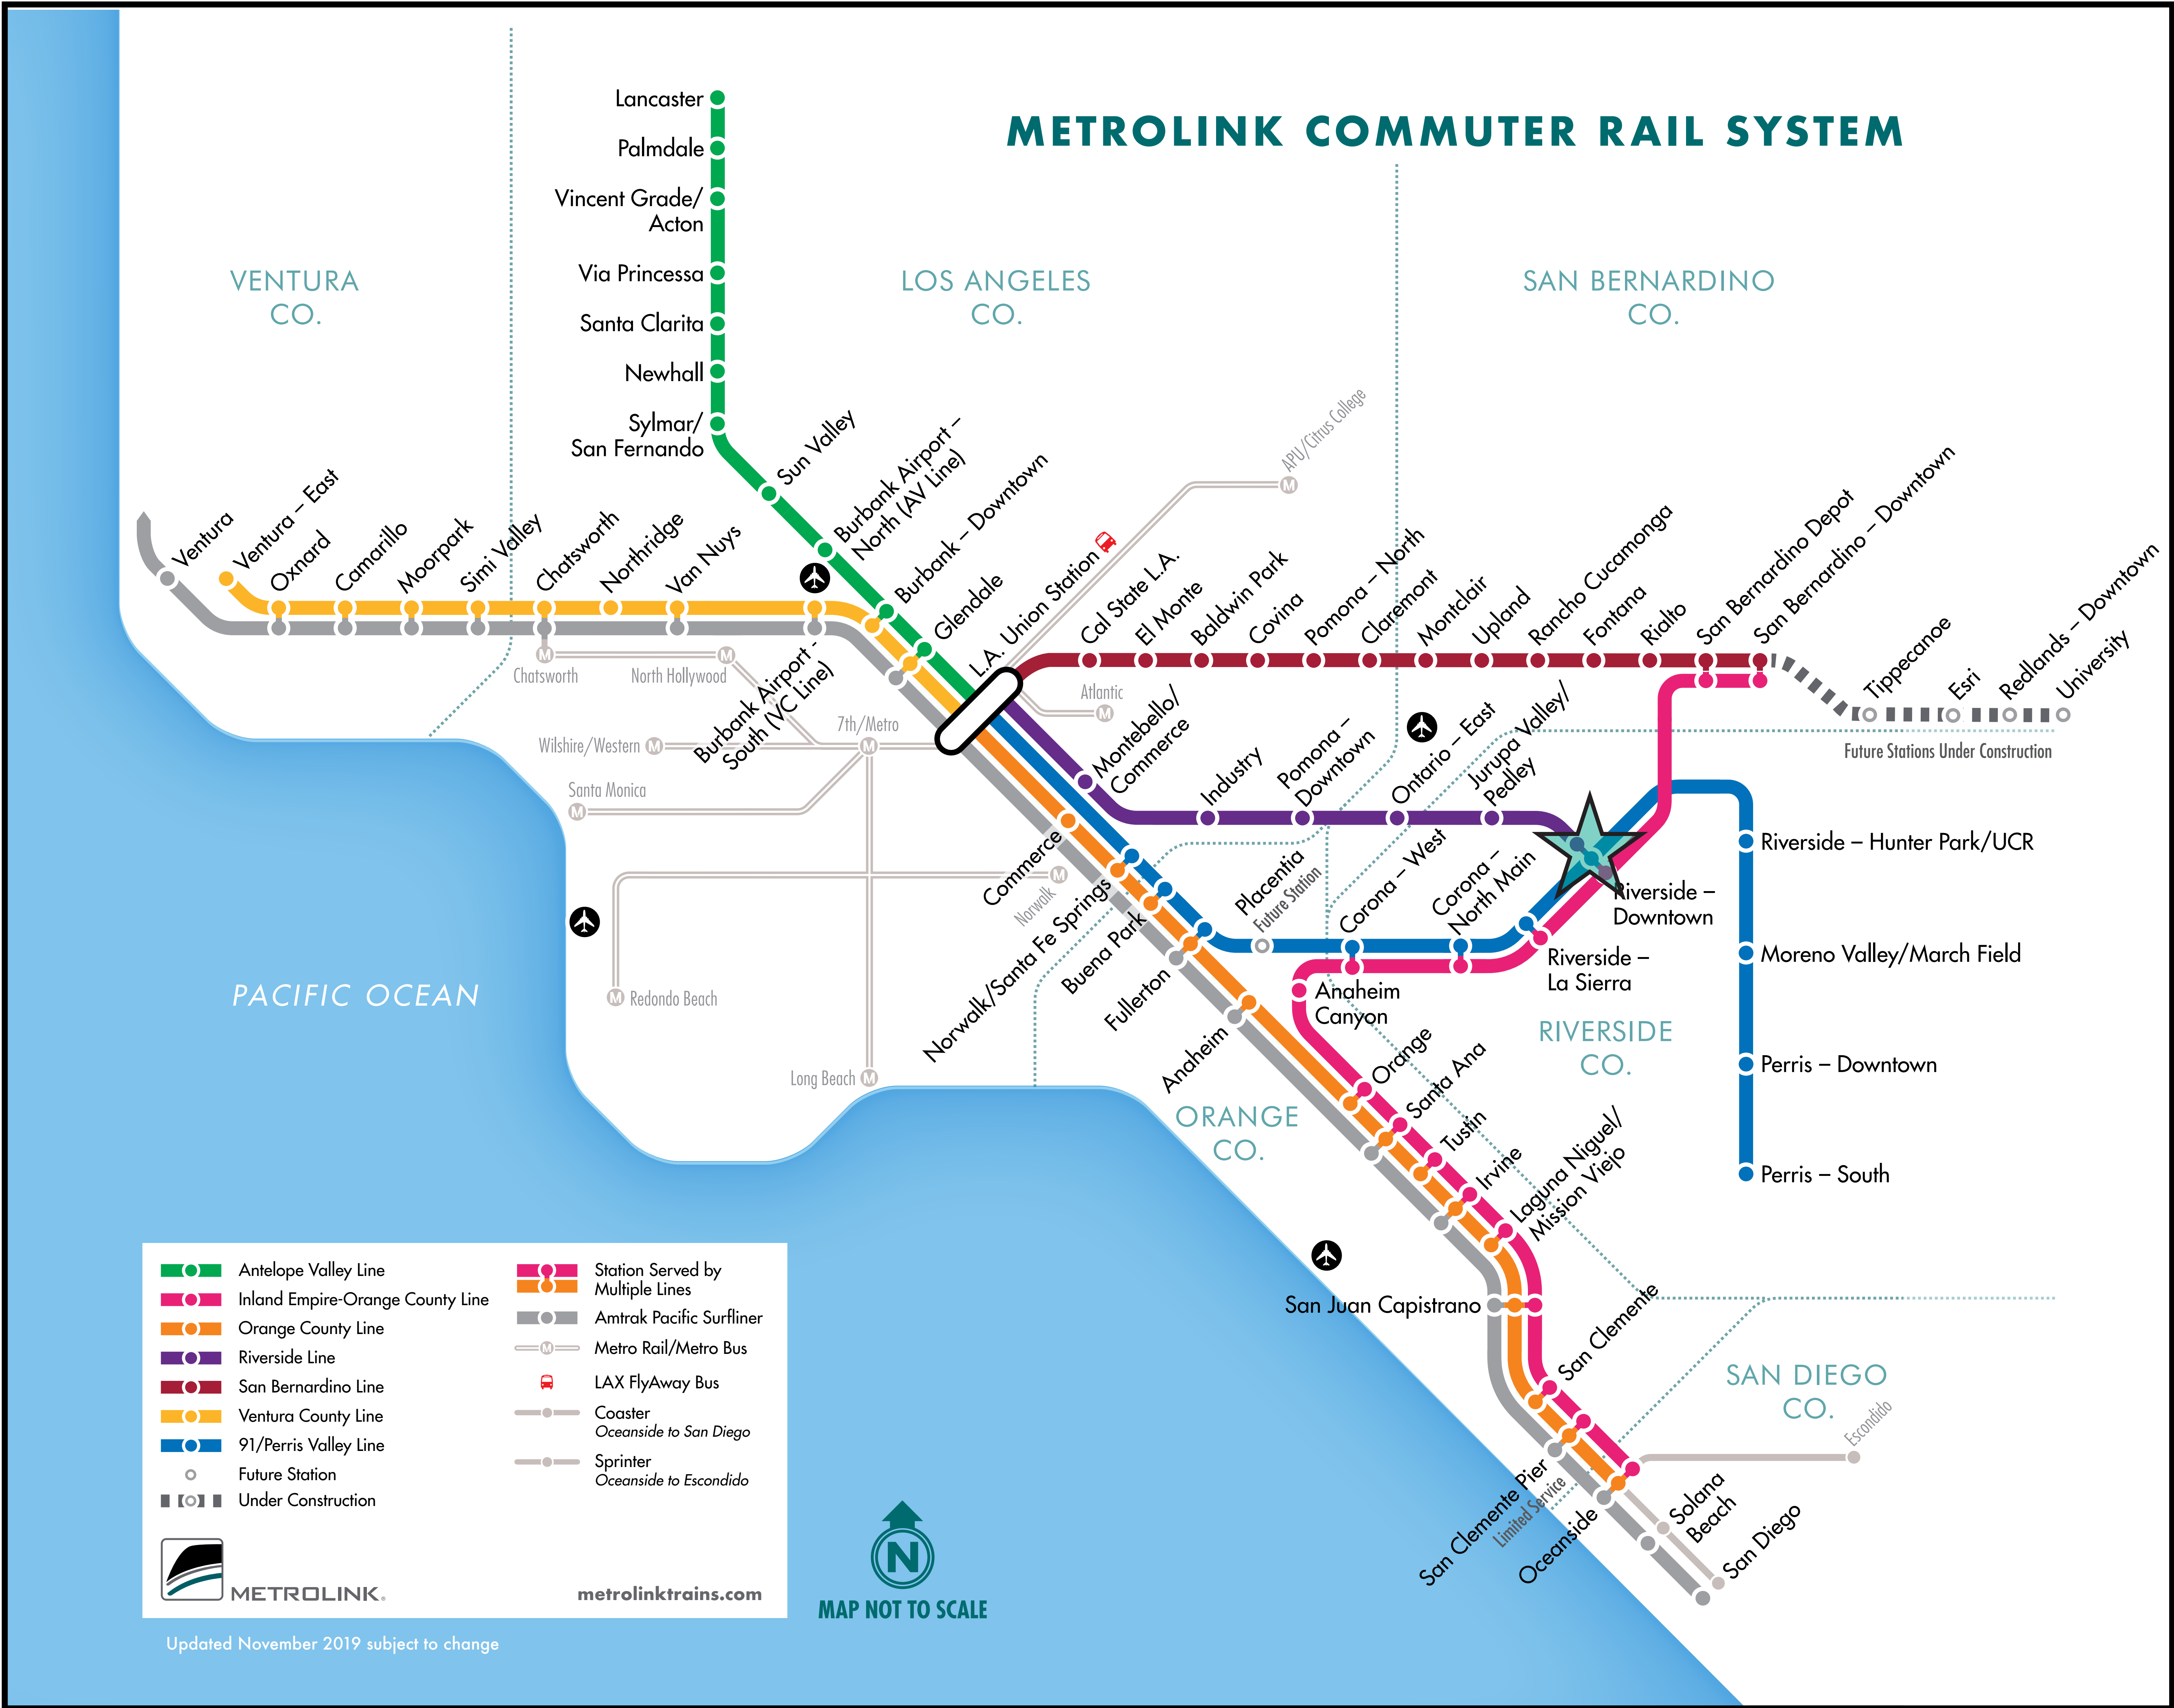 METROLINK COMMUTER RAIL SYSTEM
VENTURA
CO.
LOS ANGELES
CO.
SAN BERNARDINO
CO.
Lancaster
Palmdale
Vincent Grade/
Acton
Via Princessa
Santa Clarita
Newhall
Sylmar/
San Fernando
Sun Valley
Burbank Airport –
North (AV Line)
Burbank – Downtown
Glendale
L.A. Union Station
Ventura
Ventura – East
Oxnard
Camarillo
Moorpark
Simi Valley
Chatsworth
Northridge
Van Nuys
Burbank Airport -
South (VC Line)
M
Chatsworth
M
North Hollywood
Wilshire/Western
M
7th/Metro
M
Santa Monica
M
M
Redondo Beach
M
Norwalk
Long Beach
M
Atlantic
M
APU/Citrus College
M
Cal State L.A.
El Monte
Baldwin Park
Covina
Pomona – North
Claremont
Montclair
Upland
Rancho Cucamonga
Fontana
Rialto
San Bernardino Depot
San Bernardino – Downtown
Tippecanoe
Esri
Redlands – Downtown
University
Future Stations Under Construction
Montebello/
Commerce
Industry
Pomona –
Downtown
Ontario – East
Jurupa Valley/
Pedley
Riverside –
Downtown
Riverside – Hunter Park/UCR
Moreno Valley/March Field
Perris – Downtown
Perris – South
Commerce
Norwalk/Santa Fe Springs
Buena Park
Fullerton
Placentia
Future Station
Corona – West
Corona –
North Main
Riverside –
La Sierra
Anaheim
Canyon
Anaheim
Orange
Santa Ana
Tustin
Irvine
Laguna Niguel/
Mission Viejo
San Juan Capistrano
San Clemente
San Clemente Pier
Limited Service
Oceanside
Escondido
Solana
Beach
San Diego
PACIFIC OCEAN
RIVERSIDE
CO.
ORANGE
CO.
SAN DIEGO
CO.
Antelope Valley Line
Inland Empire-Orange County Line
Orange County Line
Riverside Line
San Bernardino Line
Ventura County Line
91/Perris Valley Line
Future Station
Under Construction
Station Served by
Multiple Lines
Amtrak Pacific Surfliner
M
Metro Rail/Metro Bus
LAX FlyAway Bus
Coaster
Oceanside to San Diego
Sprinter
Oceanside to Escondido
METROLINK®
metrolinktrains.com
N
MAP NOT TO SCALE
Updated November 2019 subject to change